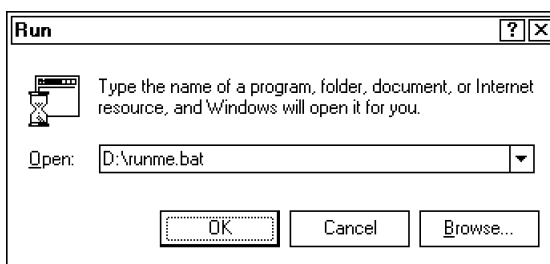 Run
?
X
Type the name of a program, folder, document, or Internet
resource, and Windows will open it for you.
Open:
D:\runme.bat
OK
Cancel
Browse...